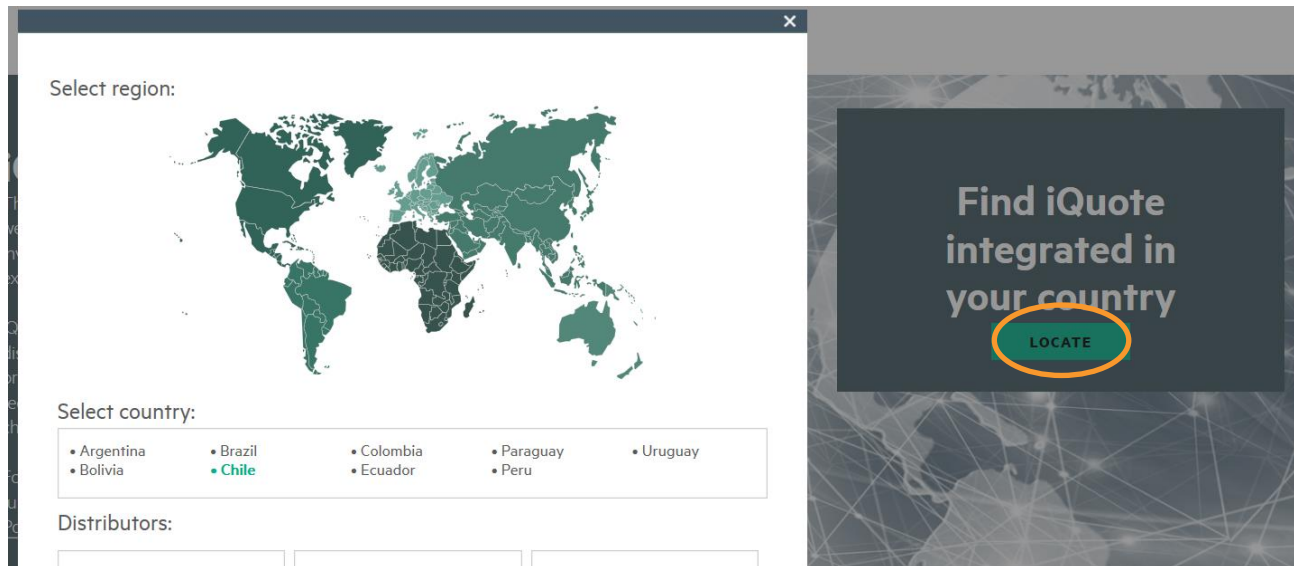 Select region:
Find iQuote
integrated in
your country
LOCATE
Select country:
• Argentina • Brazil • Colombia • Paraguay • Uruguay
• Bolivia • Chile • Ecuador • Peru
Distributors: